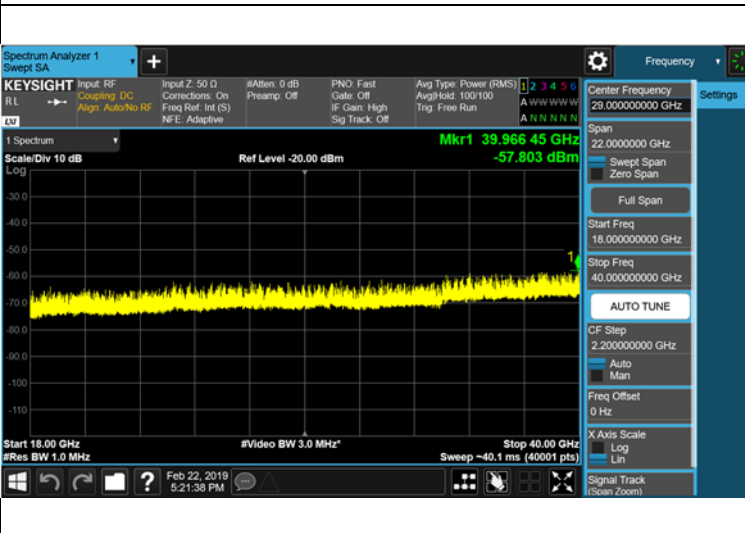 Spectrum Analyzer 1
Swept SA
Frequency
KEYSIGHT
RL
LXI
Input: RF
Coupling: DC
Align: Auto/No RF
Input Z: 50 Ω
Corrections: On
Freq Ref: Int (S)
NFE: Adaptive
#Atten: 0 dB
Preamp: Off
PNO: Fast
Gate: Off
IF Gain: High
Sig Track: Off
Avg Type: Power (RMS)
Avg|Hold: 100/100
Trig: Free Run
1 2 3 4 5 6
A W W W W W
A N N N N N
1 Spectrum
Scale/Div 10 dB
Log
Ref Level -20.00 dBm
Mkr1 39.966 45 GHz
-57.803 dBm
-30.0
-40.0
-50.0
-60.0
-70.0
-80.0
-90.0
-100
-110
1
Start 18.00 GHz
#Res BW 1.0 MHz
#Video BW 3.0 MHz*
Stop 40.00 GHz
Sweep ~40.1 ms (40001 pts)
Feb 22, 2019
5:21:38 PM
Center Frequency
29.000000000 GHz
Settings
Span
22.0000000 GHz
Swept Span
Zero Span
Full Span
Start Freq
18.000000000 GHz
Stop Freq
40.000000000 GHz
AUTO TUNE
CF Step
2.200000000 GHz
Auto
Man
Freq Offset
0 Hz
X Axis Scale
Log
Lin
Signal Track
(Span Zoom)